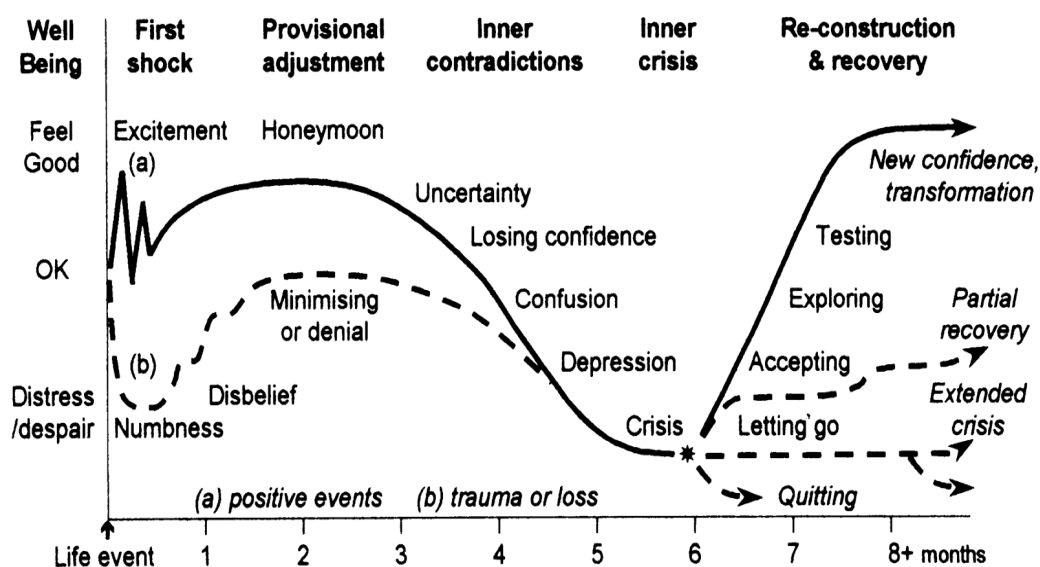 Well Being
First shock
Provisional adjustment
Inner contradictions
Inner crisis
Re-construction & recovery
Feel Good
Excitement
Honeymoon
(a)
New confidence, transformation
Uncertainty
Losing confidence
Testing
OK
Minimising or denial
Confusion
Exploring
Partial recovery
(b)
Depression
Accepting
Distress /despair
Disbelief
Numbness
Crisis
Letting go
Extended crisis
(a) positive events
(b) trauma or loss
Quitting
Life event
1
2
3
4
5
6
7
8+ months